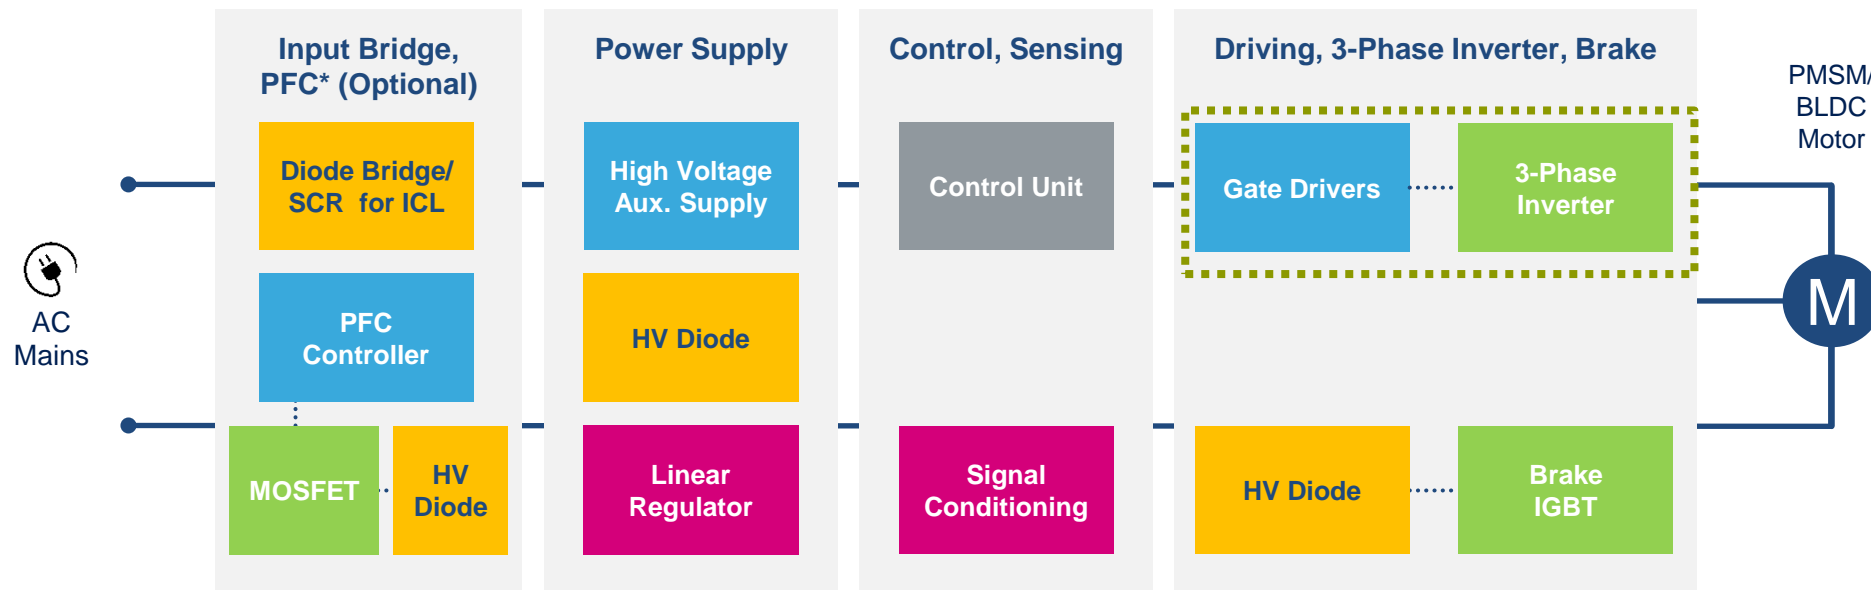 Input Bridge,
PFC* (Optional)
Power Supply
Control, Sensing
Driving, 3-Phase Inverter, Brake
PMSM/
BLDC
Motor
Diode Bridge/
SCR for ICL
High Voltage
Aux. Supply
Control Unit
Gate Drivers
3-Phase
Inverter
AC
Mains
PFC
Controller
HV Diode
M
MOSFET
HV
Diode
Linear
Regulator
Signal
Conditioning
HV Diode
Brake
IGBT